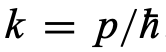 k = p/ħ